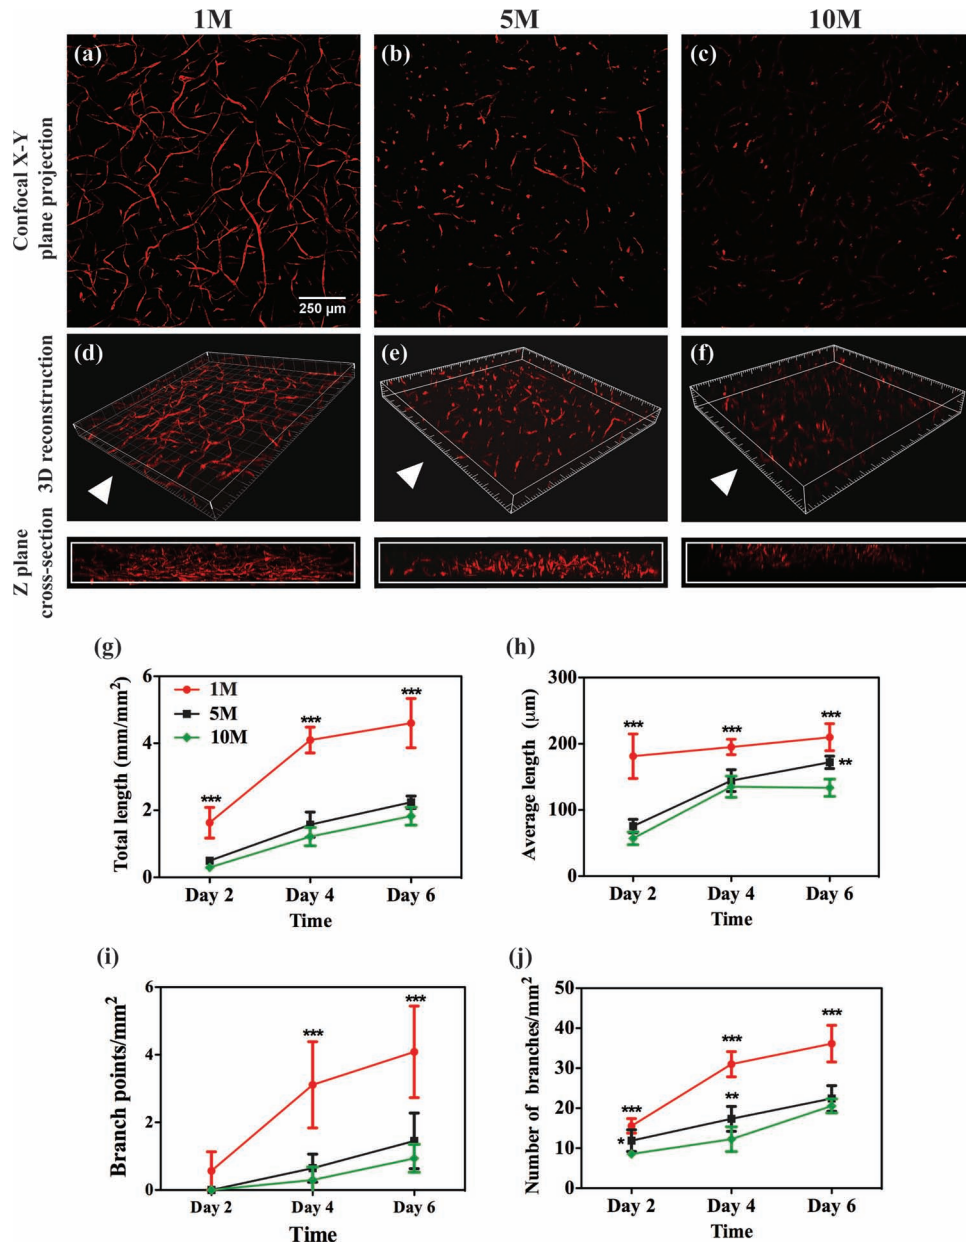 1M 5M 10M
Confocal X-Y
plane projection
(a) (b) (c)
250 µm
3D reconstruction
(d) (e) (f)
Z plane
cross-section
(g)
6
4
2
0
Total length (mm/mm²)
1M
5M
10M
***
***
***
Day 2 Day 4 Day 6
Time
(h)
300
200
100
0
Average length (µm)
***
***
***
**
Day 2 Day 4 Day 6
Time
(i)
6
4
2
0
Branch points/mm²
***
***
Day 2 Day 4 Day 6
Time
(j)
50
40
30
20
10
0
Number of branches/mm²
***
***
***
**
*
Day 2 Day 4 Day 6
Time